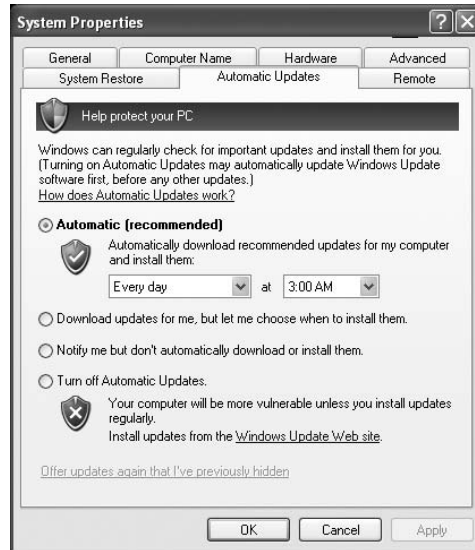 System Properties
General Computer Name Hardware Advanced
System Restore Automatic Updates Remote
Help protect your PC
Windows can regularly check for important updates and install them for you.
(Turning on Automatic Updates may automatically update Windows Update
software first, before any other updates.)
How does Automatic Updates work?
Automatic (recommended)
Automatically download recommended updates for my computer
and install them:
Every day at 3:00 AM
Download updates for me, but let me choose when to install them.
Notify me but don't automatically download or install them.
Turn off Automatic Updates.
Your computer will be more vulnerable unless you install updates
regularly.
Install updates from the Windows Update Web site.
Offer updates again that I've previously hidden
OK Cancel Apply